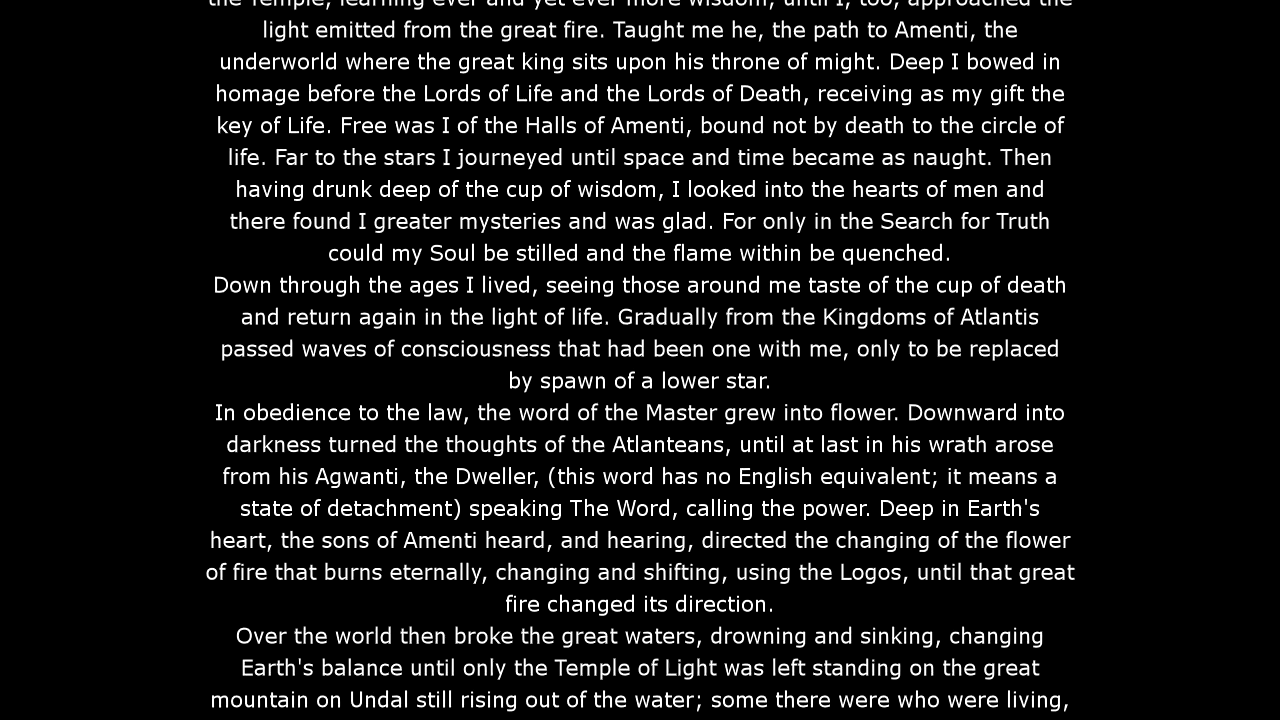 the Temple, learning ever and yet ever more wisdom, until I, too, approached the
light emitted from the great fire. Taught me he, the path to Amenti, the
underworld where the great king sits upon his throne of might. Deep I bowed in
homage before the Lords of Life and the Lords of Death, receiving as my gift the
key of Life. Free was I of the Halls of Amenti, bound not by death to the circle of
life. Far to the stars I journeyed until space and time became as naught. Then
having drunk deep of the cup of wisdom, I looked into the hearts of men and
there found I greater mysteries and was glad. For only in the Search for Truth
could my Soul be stilled and the flame within be quenched.
Down through the ages I lived, seeing those around me taste of the cup of death
and return again in the light of life. Gradually from the Kingdoms of Atlantis
passed waves of consciousness that had been one with me, only to be replaced
by spawn of a lower star.
In obedience to the law, the word of the Master grew into flower. Downward into
darkness turned the thoughts of the Atlanteans, until at last in his wrath arose
from his Agwanti, the Dweller, (this word has no English equivalent; it means a
state of detachment) speaking The Word, calling the power. Deep in Earth's
heart, the sons of Amenti heard, and hearing, directed the changing of the flower
of fire that burns eternally, changing and shifting, using the Logos, until that great
fire changed its direction.
Over the world then broke the great waters, drowning and sinking, changing
Earth's balance until only the Temple of Light was left standing on the great
mountain on Undal still rising out of the water; some there were who were living,